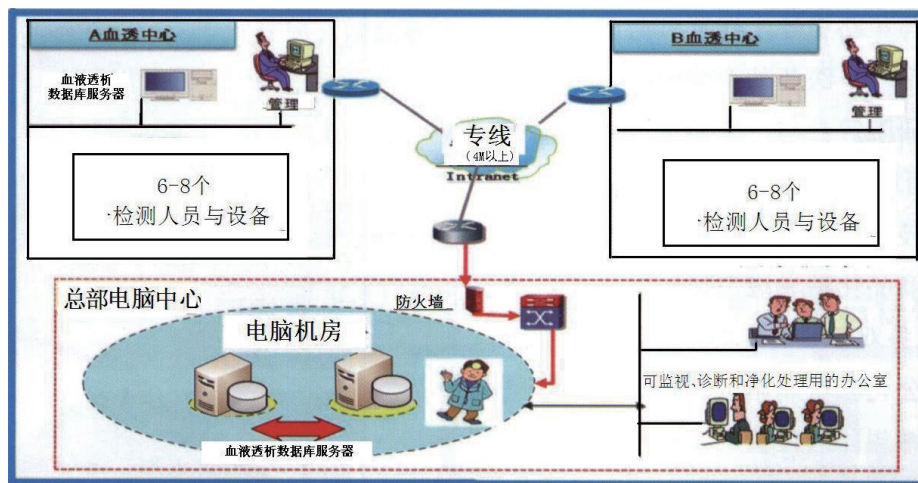 A血透中心
血液透析
数据库服务器
管理
6-8个
·检测人员与设备
专线
(4M以上)
Intranet
B血透中心
管理
6-8个
·检测人员与设备
总部电脑中心
防火墙
电脑机房
血液透析数据库服务器
可监视、诊断和净化处理用的办公室